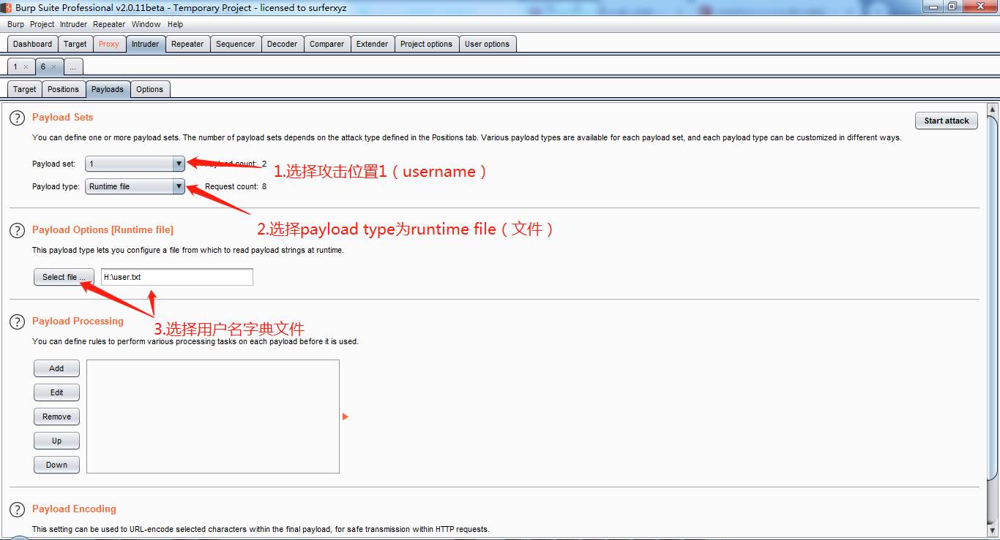 Burp Suite Professional v2.0.11beta - Temporary Project - licensed to surferxyz
Burp Project Intruder Repeater Window Help
Dashboard Target Proxy Intruder Repeater Sequencer Decoder Comparer Extender Project options User options
1 × 6 × ...
Target Positions Payloads Options
? Payload Sets
Start attack
You can define one or more payload sets. The number of payload sets depends on the attack type defined in the Positions tab. Various payload types are available for each payload set, and each payload type can be customized in different ways.
Payload set: 1 Payload count: 2
1.选择攻击位置1（username）
Payload type: Runtime file Request count: 8
2.选择payload type为runtime file（文件）
? Payload Options [Runtime file]
This payload type lets you configure a file from which to read payload strings at runtime.
Select file ... H:\user.txt
3.选择用户名字典文件
? Payload Processing
You can define rules to perform various processing tasks on each payload before it is used.
Add
Edit
Remove
Up
Down
? Payload Encoding
This setting can be used to URL-encode selected characters within the final payload, for safe transmission within HTTP requests.